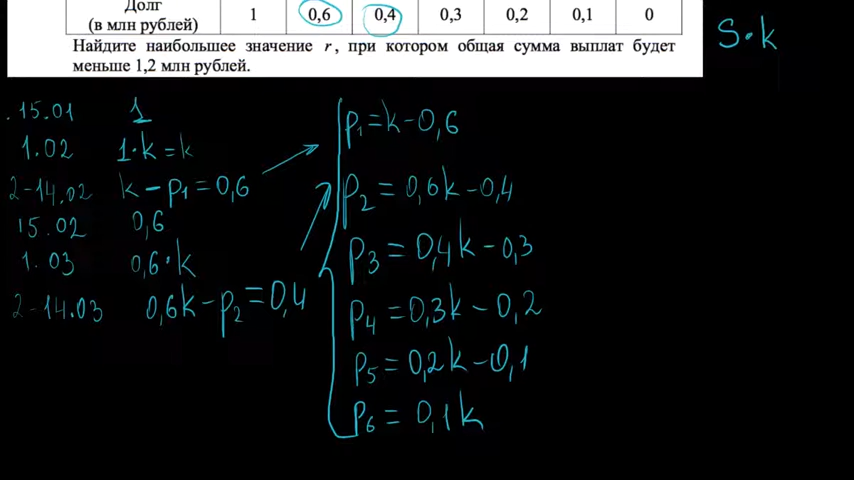 Долг
(в млн рублей) 1 0,6 0,4 0,3 0,2 0,1 0
Найдите наибольшее значение r, при котором общая сумма выплат будет
меньше 1,2 млн рублей.
S·k
15.01 1
1.02 1·k=k
2-14.02 k-p₁=0,6
15.02 0,6
1.03 0,6·k
2-14.03 0,6k-p₂=0,4
p₁=k-0,6
p₂=0,6k-0,4
p₃=0,4k-0,3
p₄=0,3k-0,2
p₅=0,2k-0,1
p₆=0,1k